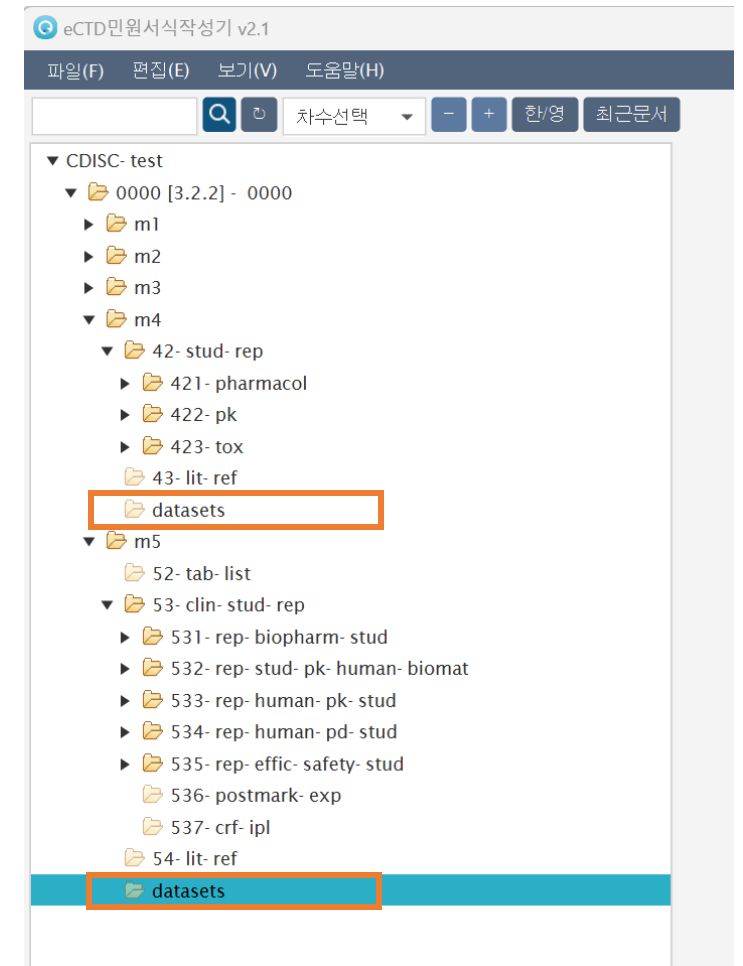 eCTD민원서식작성기 v2.1
파일(F) 편집(E) 보기(V) 도움말(H)
차수선택 - + 한/영 최근문서
CDISC- test
0000 [3.2.2] - 0000
m1
m2
m3
m4
42- stud- rep
421- pharmacol
422- pk
423- tox
43- lit- ref
datasets
m5
52- tab- list
53- clin- stud- rep
531- rep- biopharm- stud
532- rep- stud- pk- human- biomat
533- rep- human- pk- stud
534- rep- human- pd- stud
535- rep- effic- safety- stud
536- postmark- exp
537- crf- ipl
54- lit- ref
datasets